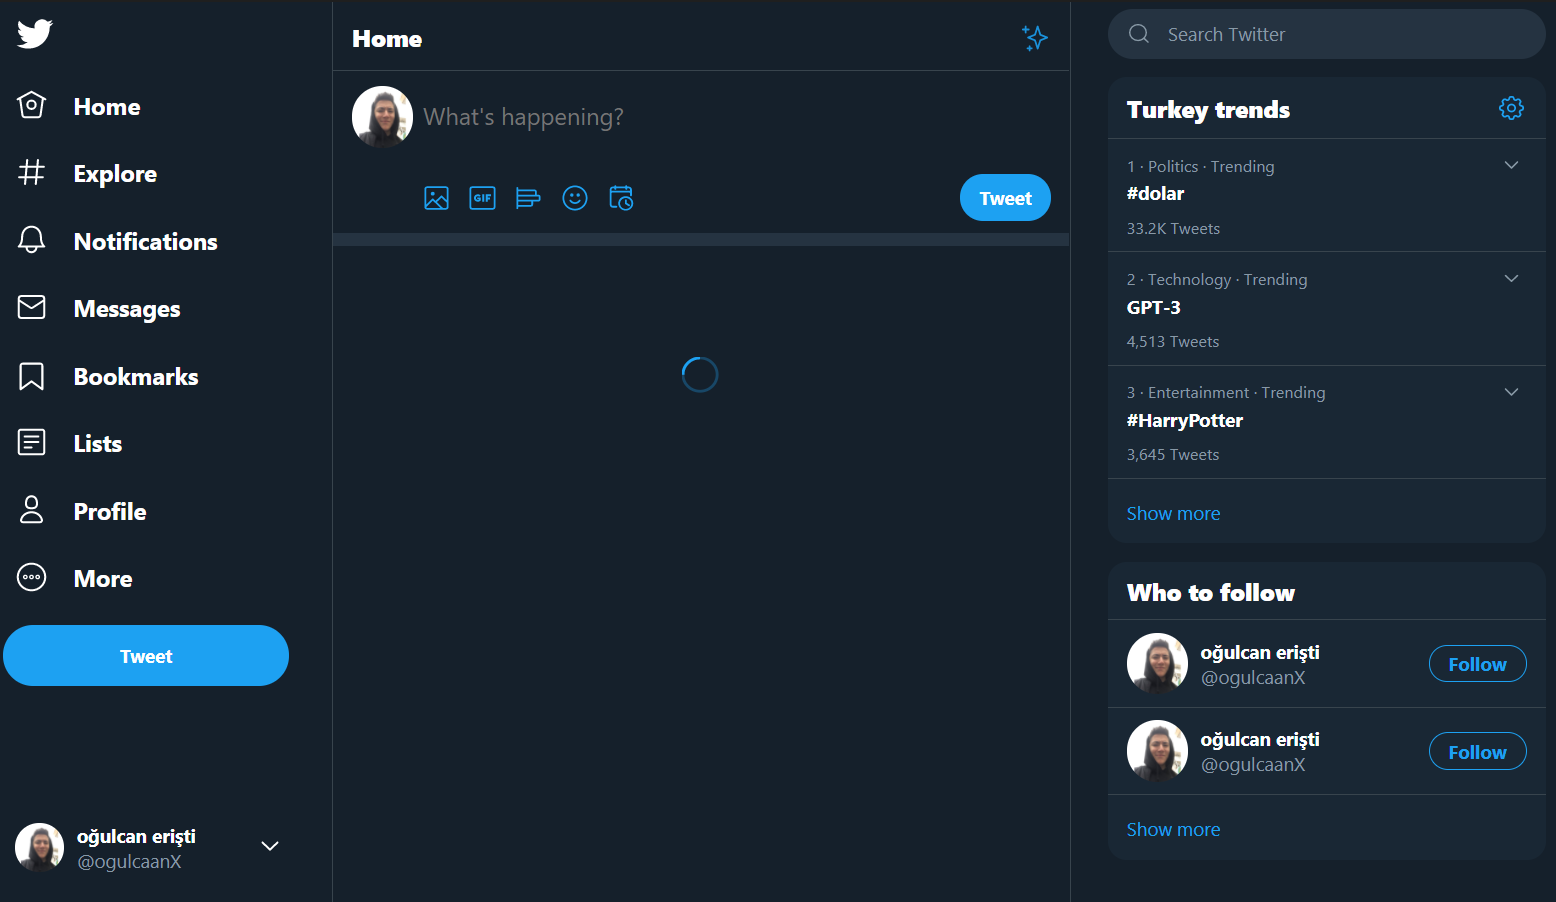 Home
Explore
Notifications
Messages
Bookmarks
Lists
Profile
More
Tweet
oğulcan erişti
@ogulcaanX
Home
What's happening?
GIF
Tweet
Search Twitter
Turkey trends
1 · Politics · Trending
#dolar
33.2K Tweets
2 · Technology · Trending
GPT-3
4,513 Tweets
3 · Entertainment · Trending
#HarryPotter
3,645 Tweets
Show more
Who to follow
oğulcan erişti
@ogulcaanX
Follow
oğulcan erişti
@ogulcaanX
Follow
Show more